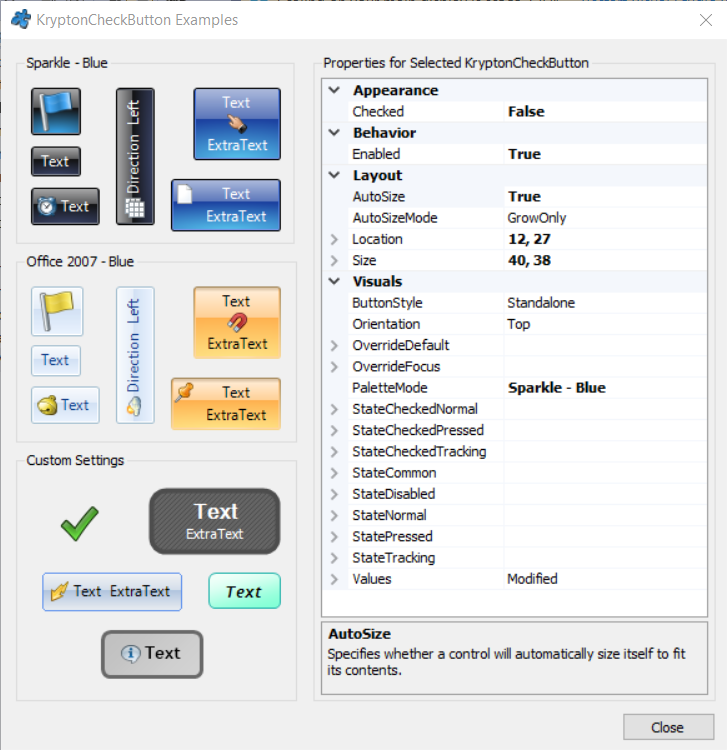 KryptonCheckButton Examples
Sparkle - Blue
Text
Text
Direction Left
Text
ExtraText
Text
ExtraText
Office 2007 - Blue
Text
Text
Direction Left
Text
ExtraText
Text
ExtraText
Custom Settings
Text
ExtraText
Text ExtraText
Text
Text
Properties for Selected KryptonCheckButton
Appearance
Checked False
Behavior
Enabled True
Layout
AutoSize True
AutoSizeMode GrowOnly
Location 12, 27
Size 40, 38
Visuals
ButtonStyle Standalone
Orientation Top
OverrideDefault
OverrideFocus
PaletteMode Sparkle - Blue
StateCheckedNormal
StateCheckedPressed
StateCheckedTracking
StateCommon
StateDisabled
StateNormal
StatePressed
StateTracking
Values Modified
AutoSize
Specifies whether a control will automatically size itself to fit
its contents.
Close